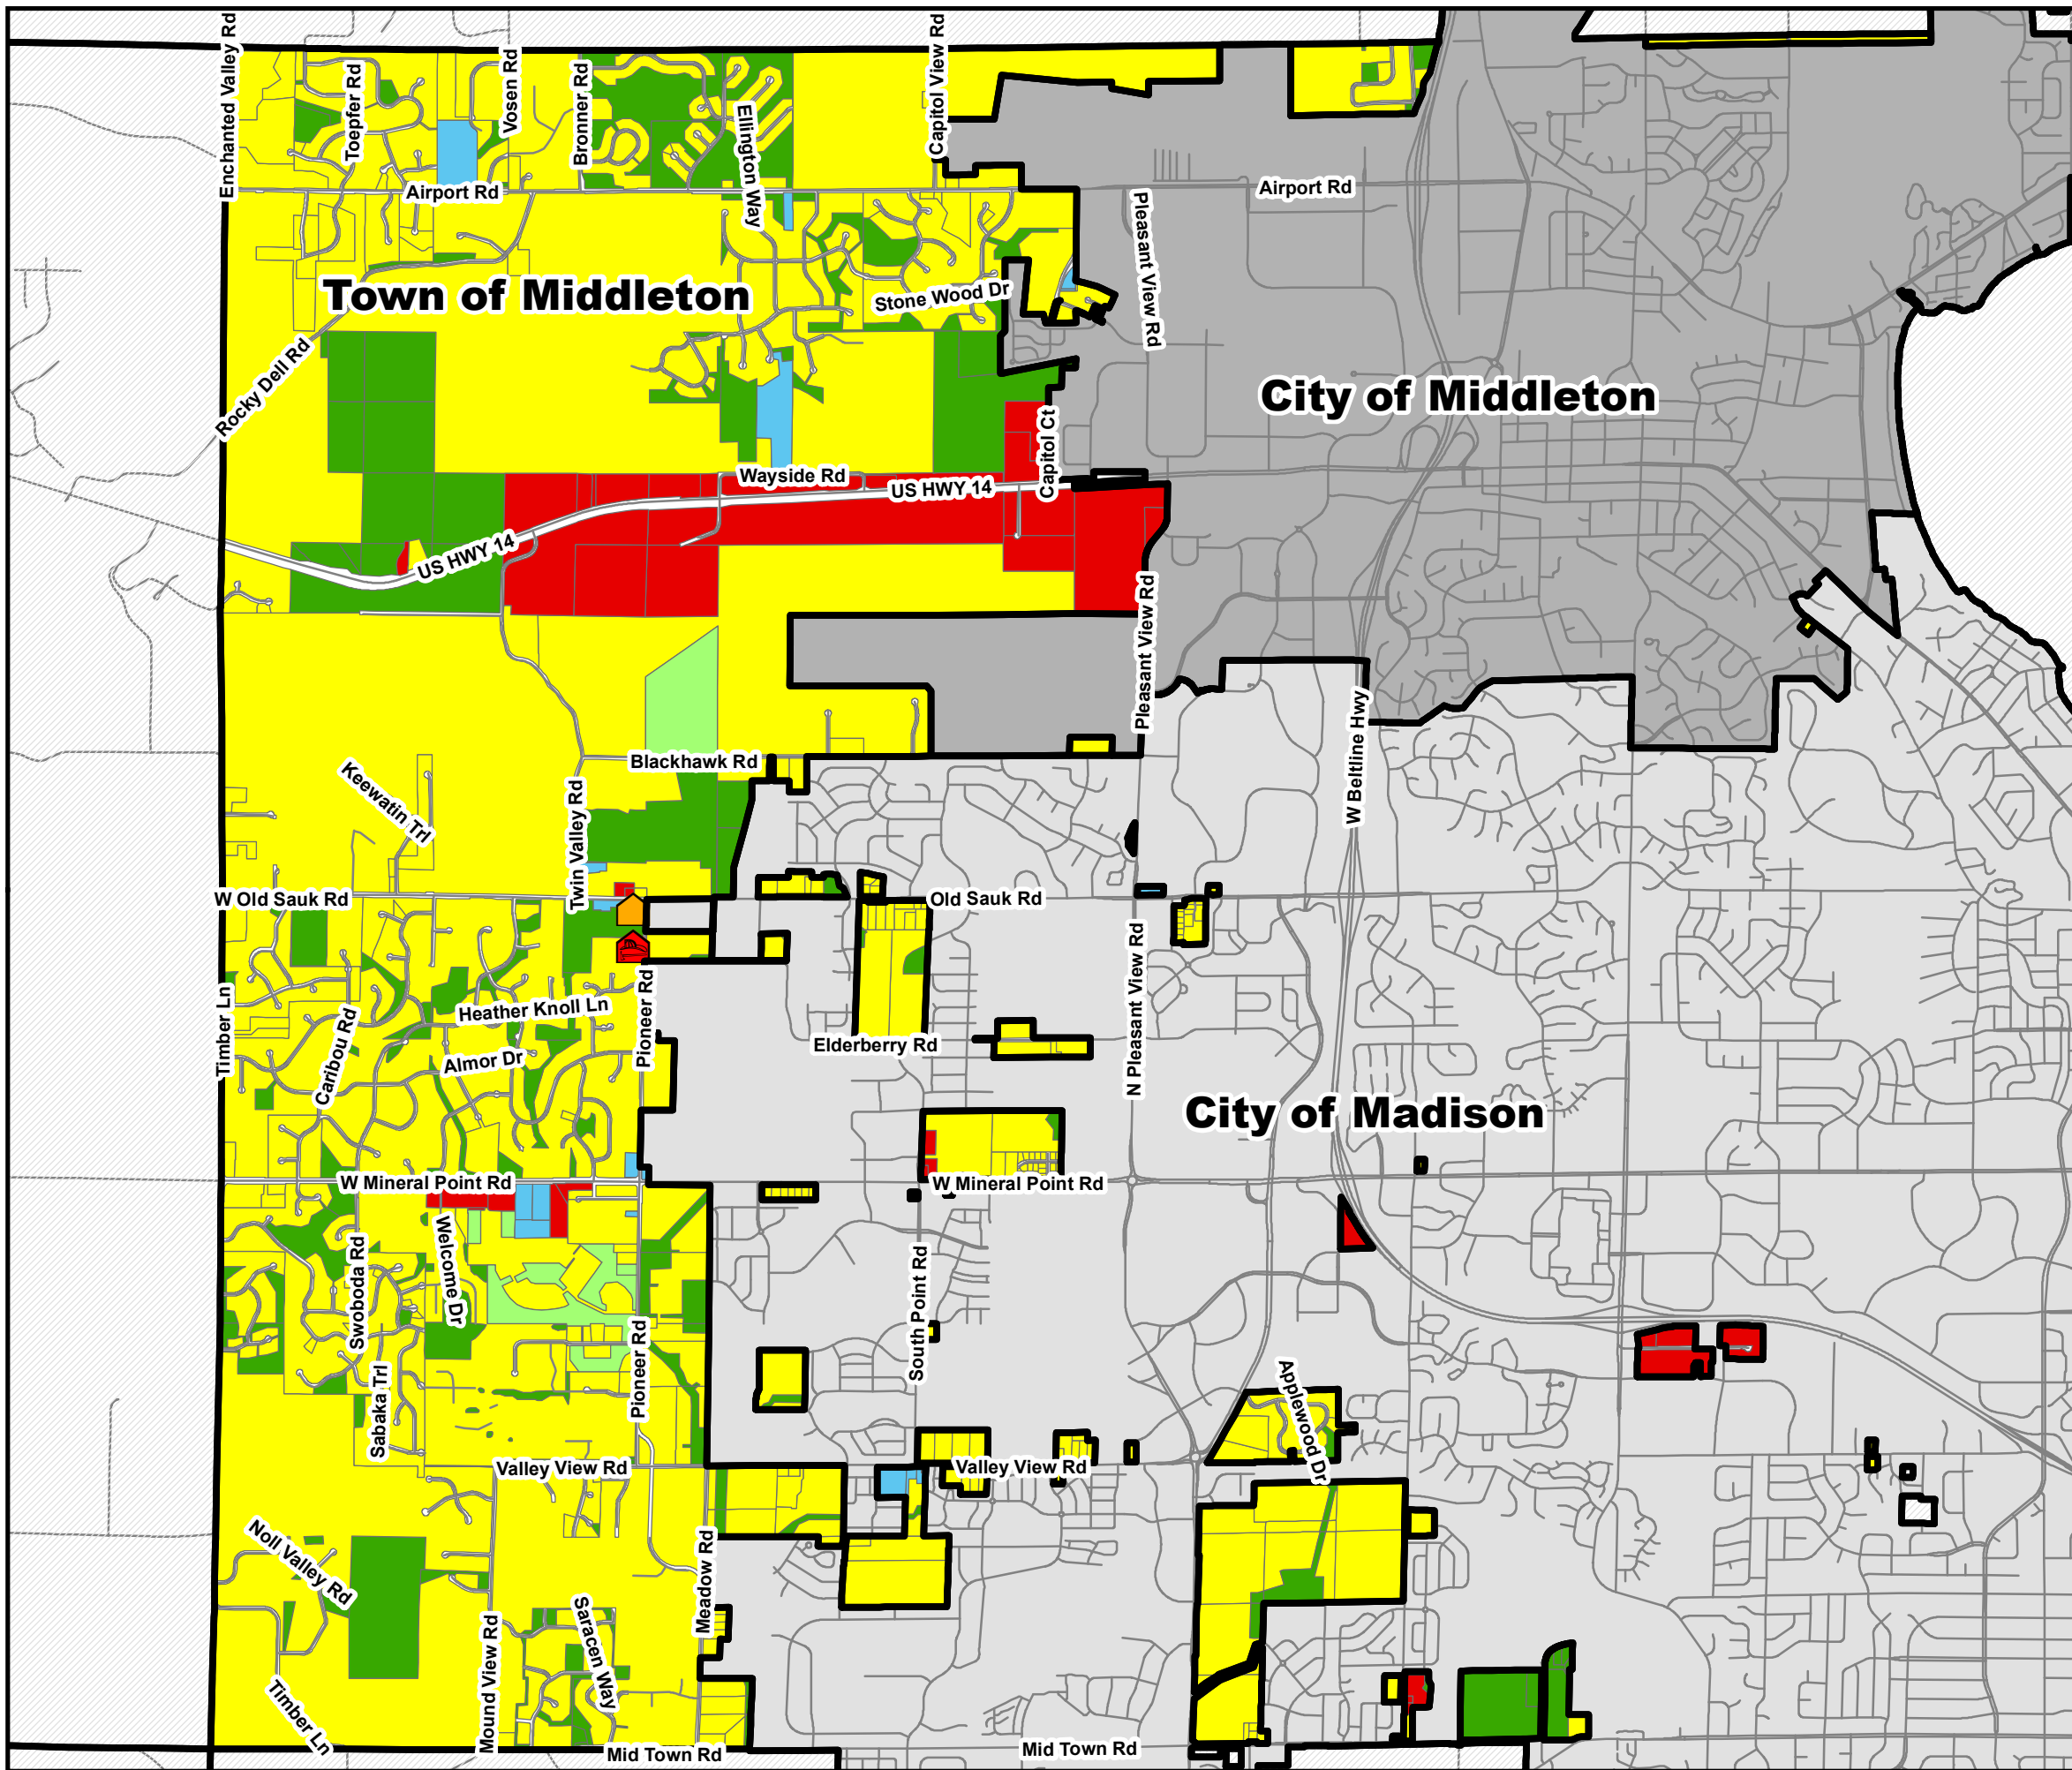 Enchanted Valley Rd
Toepfer Rd
Vosen Rd
Bronner Rd
Ellington Way
Capitol View Rd
Airport Rd
Airport Rd
Pleasant View Rd
Town of Middleton
Stone Wood Dr
Rocky Dell Rd
City of Middleton
Capitol Ct
Wayside Rd
US HWY 14
US HWY 14
Pleasant View Rd
W Beltline Hwy
Blackhawk Rd
Keewatin Trl
Twin Valley Rd
W Old Sauk Rd
Old Sauk Rd
N Pleasant View Rd
Timber Ln
Caribou Rd
Heather Knoll Ln
Almor Dr
Pioneer Rd
Elderberry Rd
City of Madison
W Mineral Point Rd
W Mineral Point Rd
Swoboda Rd
Welcome Dr
South Point Rd
Sabaka Trl
Pioneer Rd
Applewood Dr
Valley View Rd
Valley View Rd
Noll Valley Rd
Meadow Rd
Saracen Way
Mound View Rd
Timber Ln
Mid Town Rd
Mid Town Rd